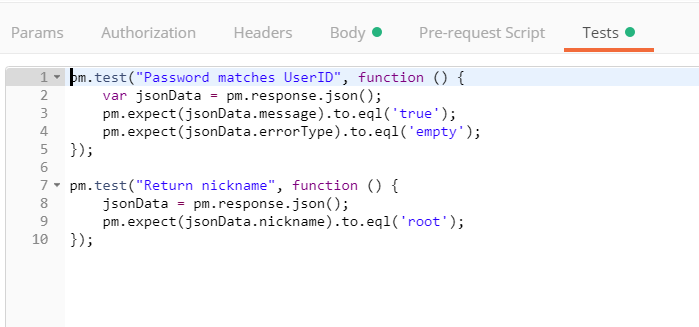 Params Authorization Headers Body Pre-request Script Tests
1 pm.test("Password matches UserID", function () {
2 var jsonData = pm.response.json();
3 pm.expect(jsonData.message).to.eql('true');
4 pm.expect(jsonData.errorType).to.eql('empty');
5 });
6
7 pm.test("Return nickname", function () {
8 jsonData = pm.response.json();
9 pm.expect(jsonData.nickname).to.eql('root');
10 });